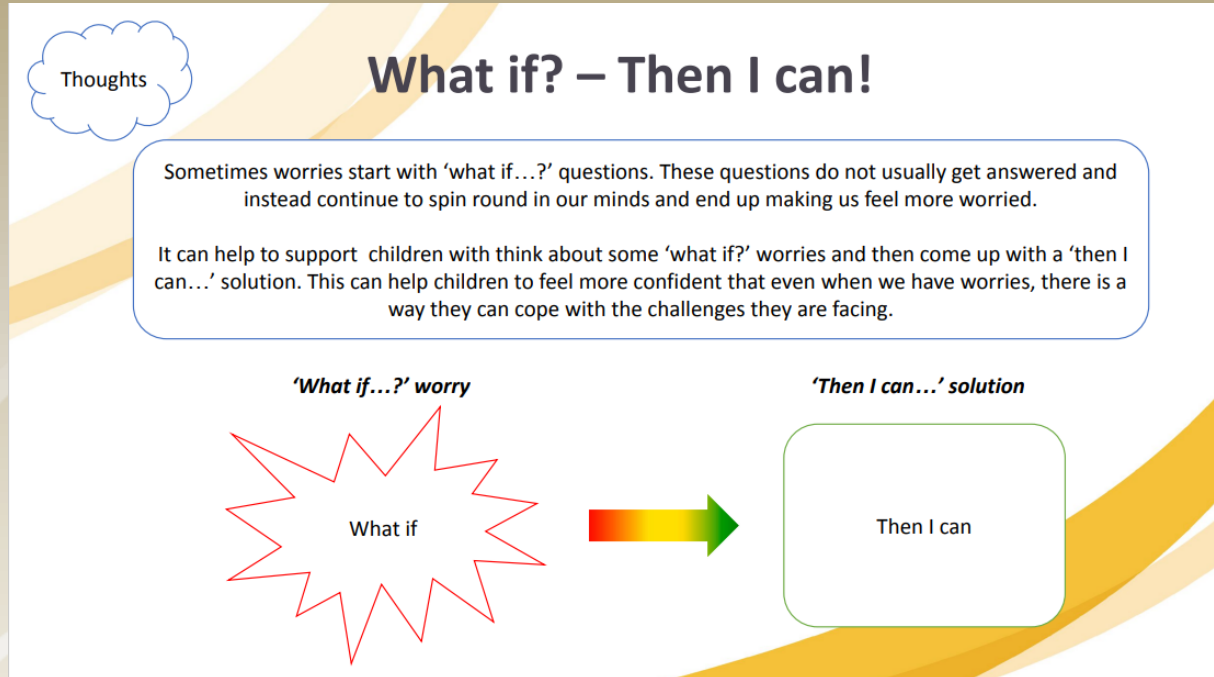 Thoughts
What if? – Then I can!
Sometimes worries start with ‘what if…?’ questions. These questions do not usually get answered and
instead continue to spin round in our minds and end up making us feel more worried.
It can help to support  children with think about some ‘what if?’ worries and then come up with a ‘then I
can…’ solution. This can help children to feel more confident that even when we have worries, there is a
way they can cope with the challenges they are facing.
‘What if…?’ worry
‘Then I can…’ solution
What if
Then I can